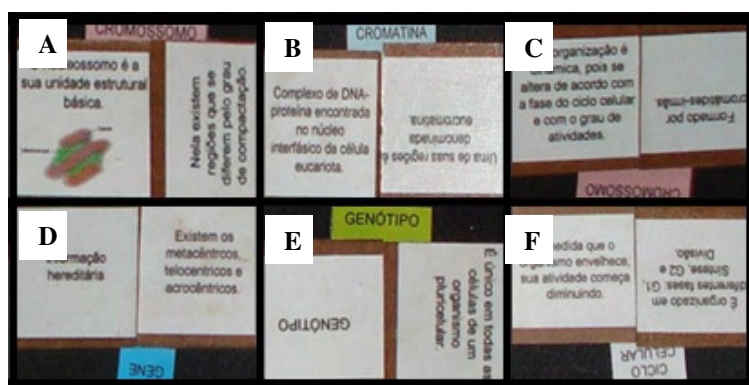 A
CROMOSSOMO
nucleossomo é a
sua unidade estrutural
básica.
Nela existem
regiões que se
diferem pelo grau
de compactação.
B
CROMATINA
Complexo de DNA-
proteína encontrada
no núcleo
interfásico da célula
eucariota.
Uma de suas regiões é
denominada
eucromatina
C
organização é
dinâmica, pois se
altera de acordo com
a fase do ciclo celular
e com o grau de
atividades.
Formado por
cromátides-irmãs.
CROMOSSOMO
D
hereditária
Existem os
metacêntrcos,
telocentricos e
acrocêntricos.
GENE
E
GENÓTIPO
GENÓTIPO
É único em todas as
células de um
organismo
pluricelular.
F
medida que o
organismo envelhece,
sua atividade começa
diminuindo.
É organizado em
diferentes fases: G1,
Síntese, G2, e
Divisão.
CICLO
CELULAR